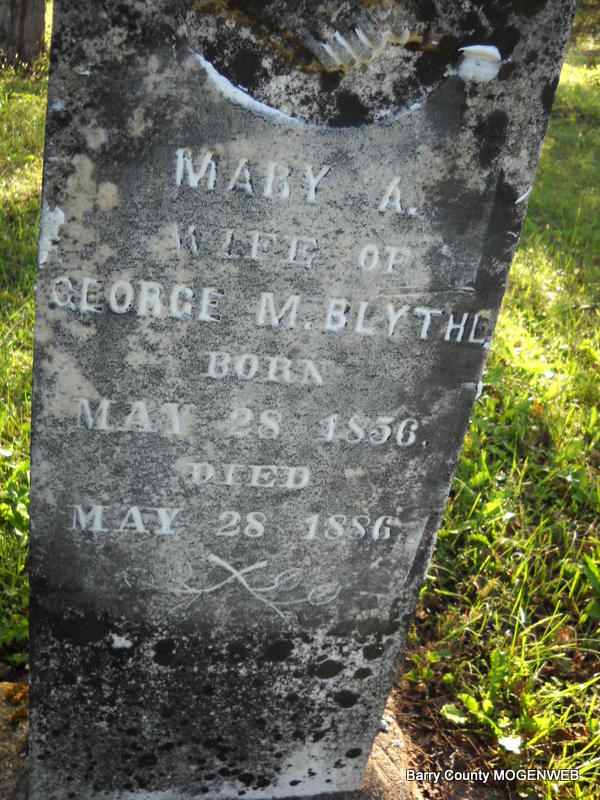 MARY A.
WIFE OF
GEORGE M. BLYTHE
BORN
MAY 28 1856.
DIED
MAY 28 1886
Barry County MOGENWEB